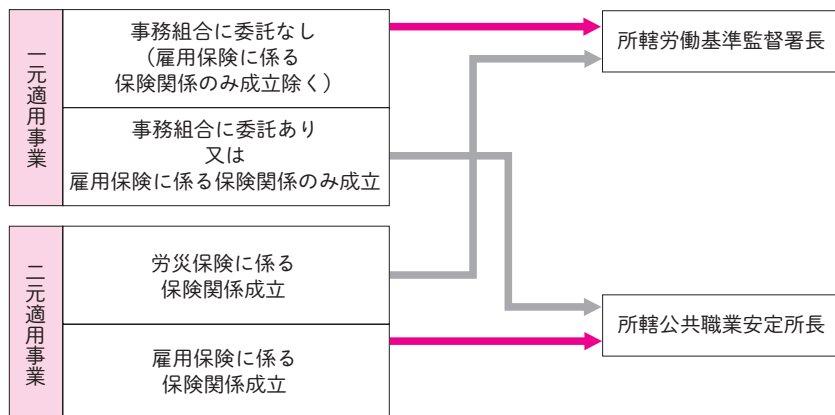 一元適用事業
事務組合に委託なし
(雇用保険に係る
保険関係のみ成立除く)
事務組合に委託あり
又は
雇用保険に係る保険関係のみ成立
二元適用事業
労災保険に係る
保険関係成立
雇用保険に係る
保険関係成立
所轄労働基準監督署長
所轄公共職業安定所長